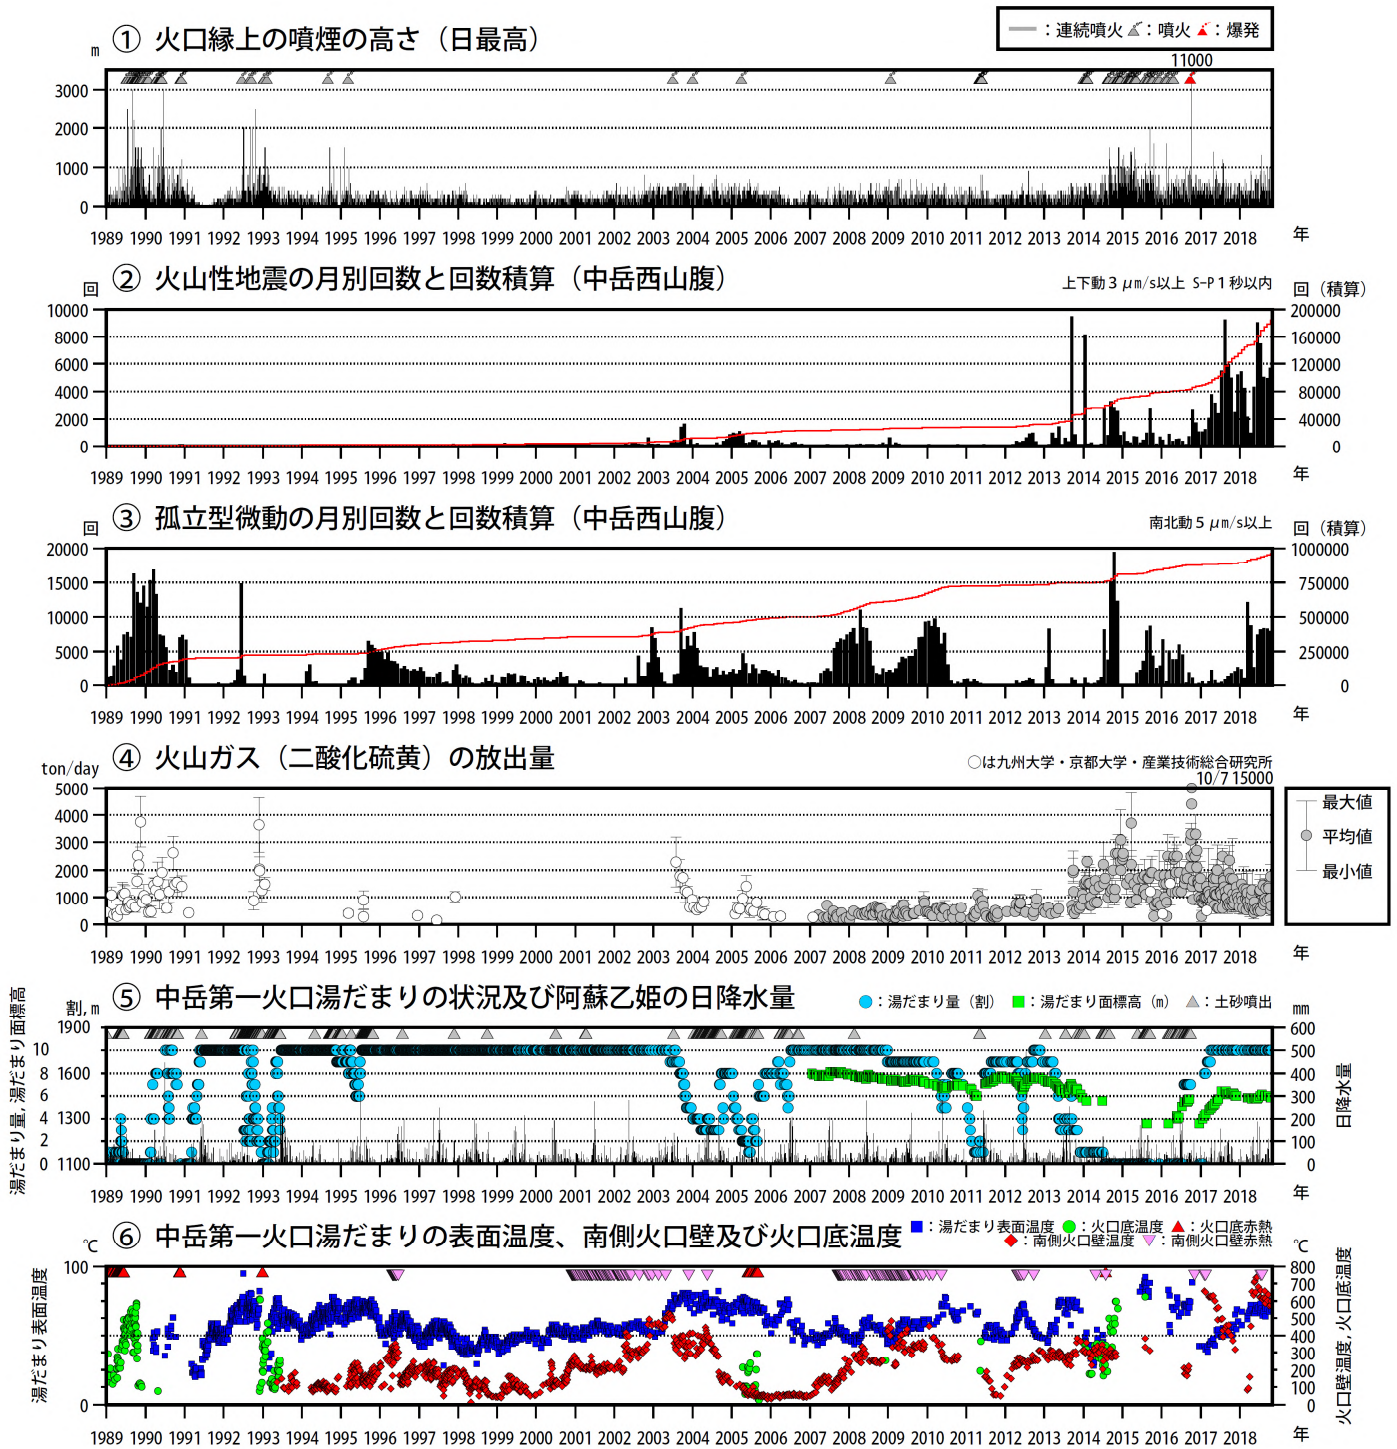 ① 火口縁上の噴煙の高さ（日最高）
：連続噴火 ：噴火 ：爆発
m
11000
3000
2000
1000
0
1989 1990 1991 1992 1993 1994 1995 1996 1997 1998 1999 2000 2001 2002 2003 2004 2005 2006 2007 2008 2009 2010 2011 2012 2013 2014 2015 2016 2017 2018 年
② 火山性地震の月別回数と回数積算（中岳西山腹）
上下動３μm/s以上 S-P１秒以内
回 回（積算）
10000 200000
8000 160000
6000 120000
4000 80000
2000 40000
0 0
年
1989 1990 1991 1992 1993 1994 1995 1996 1997 1998 1999 2000 2001 2002 2003 2004 2005 2006 2007 2008 2009 2010 2011 2012 2013 2014 2015 2016 2017 2018
③ 孤立型微動の月別回数と回数積算（中岳西山腹）
南北動５μm/s以上
回 回（積算）
20000 1000000
15000 750000
10000 500000
5000 250000
0 0
1989 1990 1991 1992 1993 1994 1995 1996 1997 1998 1999 2000 2001 2002 2003 2004 2005 2006 2007 2008 2009 2010 2011 2012 2013 2014 2015 2016 2017 2018 年
④ 火山ガス（二酸化硫黄）の放出量
○は九州大学・京都大学・産業技術総合研究所
ton/day
10/7 15000
5000
4000
3000
2000
1000
0
最大値
平均値
最小値
1989 1990 1991 1992 1993 1994 1995 1996 1997 1998 1999 2000 2001 2002 2003 2004 2005 2006 2007 2008 2009 2010 2011 2012 2013 2014 2015 2016 2017 2018 年
⑤ 中岳第一火口湯だまりの状況及び阿蘇乙姫の日降水量
：湯だまり量（割） ：湯だまり面標高（m） ：土砂噴出
割，m mm
湯だまり量，湯だまり面標高
日降水量
1900 600
10 500
8 1600 400
6 300
4 1300 200
2 100
0 1100 0
1989 1990 1991 1992 1993 1994 1995 1996 1997 1998 1999 2000 2001 2002 2003 2004 2005 2006 2007 2008 2009 2010 2011 2012 2013 2014 2015 2016 2017 2018 年
⑥ 中岳第一火口湯だまりの表面温度、南側火口壁及び火口底温度
：湯だまり表面温度 ：火口底温度 ：火口底赤熱
：南側火口壁温度 ：南側火口壁赤熱
℃ ℃
湯だまり表面温度
火口壁温度，火口底温度
100 800
700
600
500
400
300
200
100
0 0
1989 1990 1991 1992 1993 1994 1995 1996 1997 1998 1999 2000 2001 2002 2003 2004 2005 2006 2007 2008 2009 2010 2011 2012 2013 2014 2015 2016 2017 2018 年